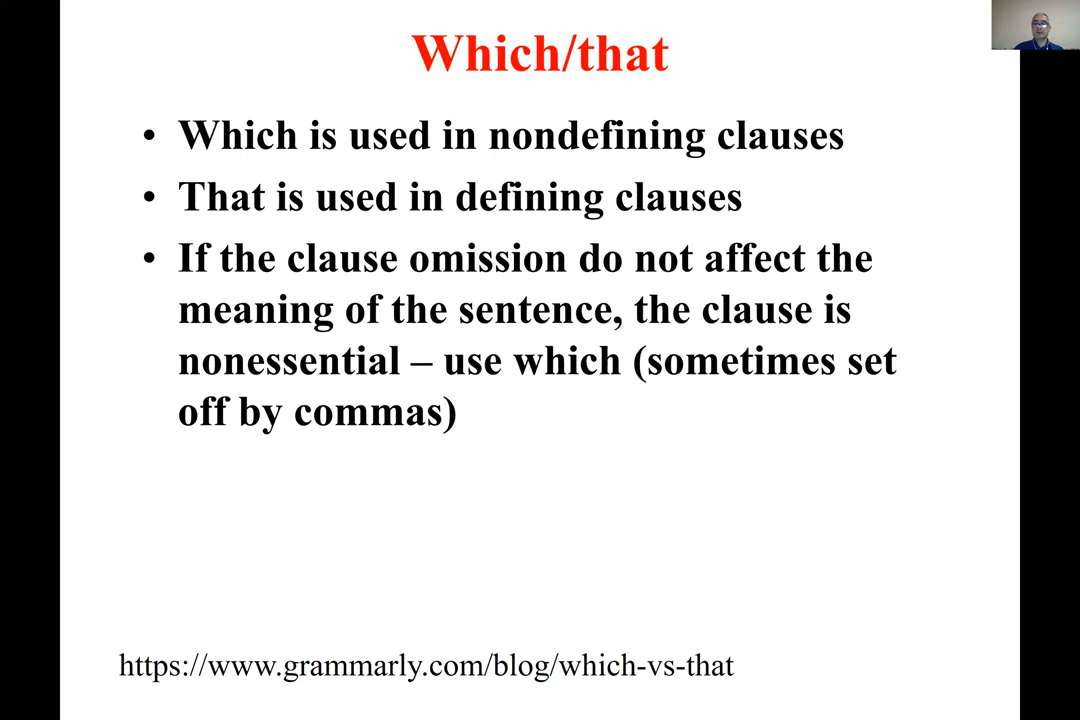 Which/that
• Which is used in nondefining clauses
• That is used in defining clauses
• If the clause omission do not affect the
meaning of the sentence, the clause is
nonessential – use which (sometimes set
off by commas)
https://www.grammarly.com/blog/which-vs-that